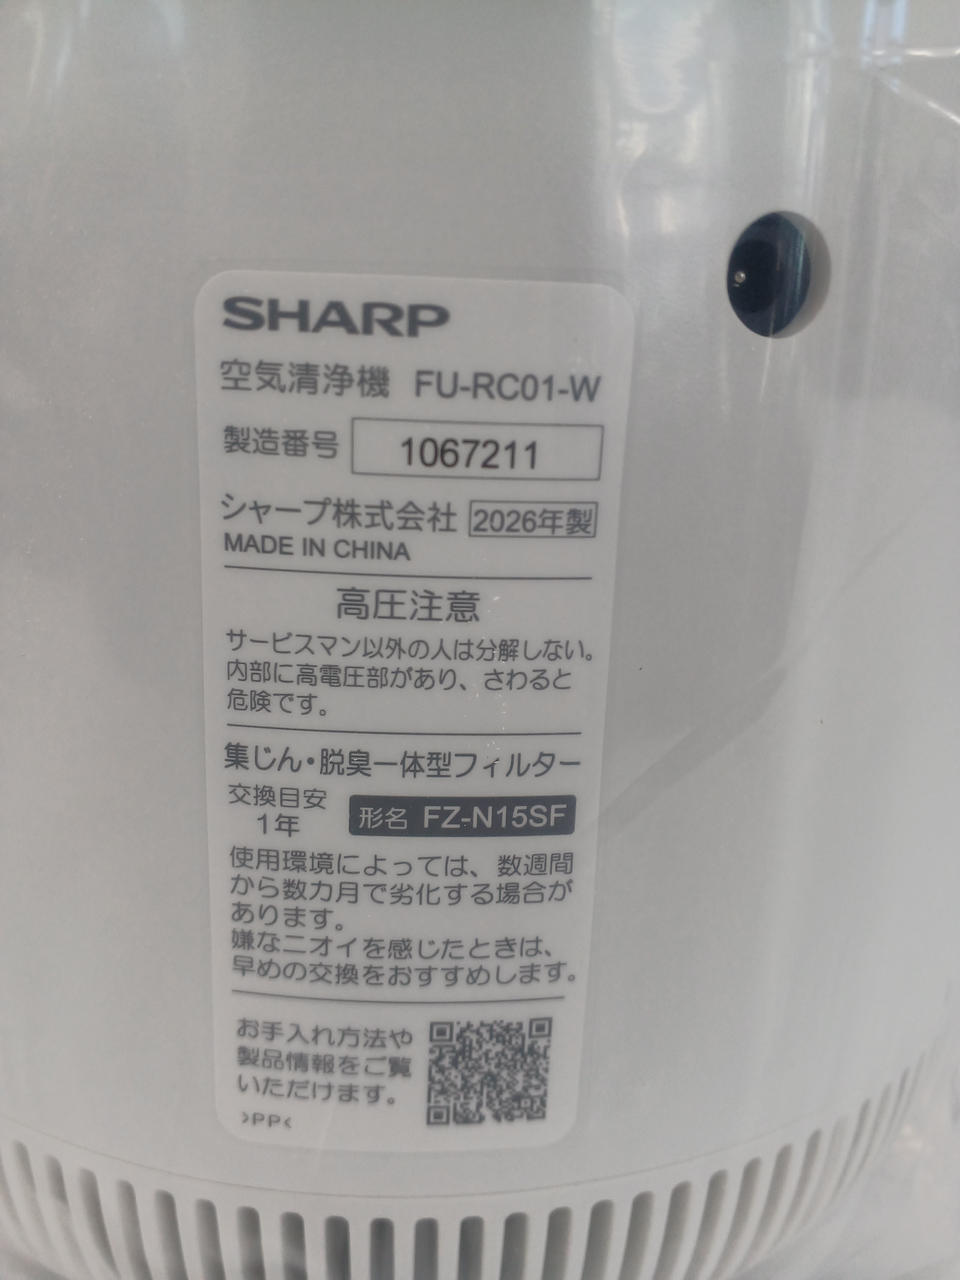 SHARP
空気清浄機 FU-RC01-W
製造番号 1067211
シャープ株式会社 2026年製
MADE IN CHINA
高圧注意
サービスマン以外の人は分解しない。
内部に高電圧部があり、さわると
危険です。
集じん・脱臭一体型フィルター
交換目安
1年
形名 FZ-N15SF
使用環境によっては、数週間
から数カ月で劣化する場合が
あります。
嫌なニオイを感じたときは、
早めの交換をおすすめします。
お手入れ方法や
製品情報をご覧
いただけます。
>PP<